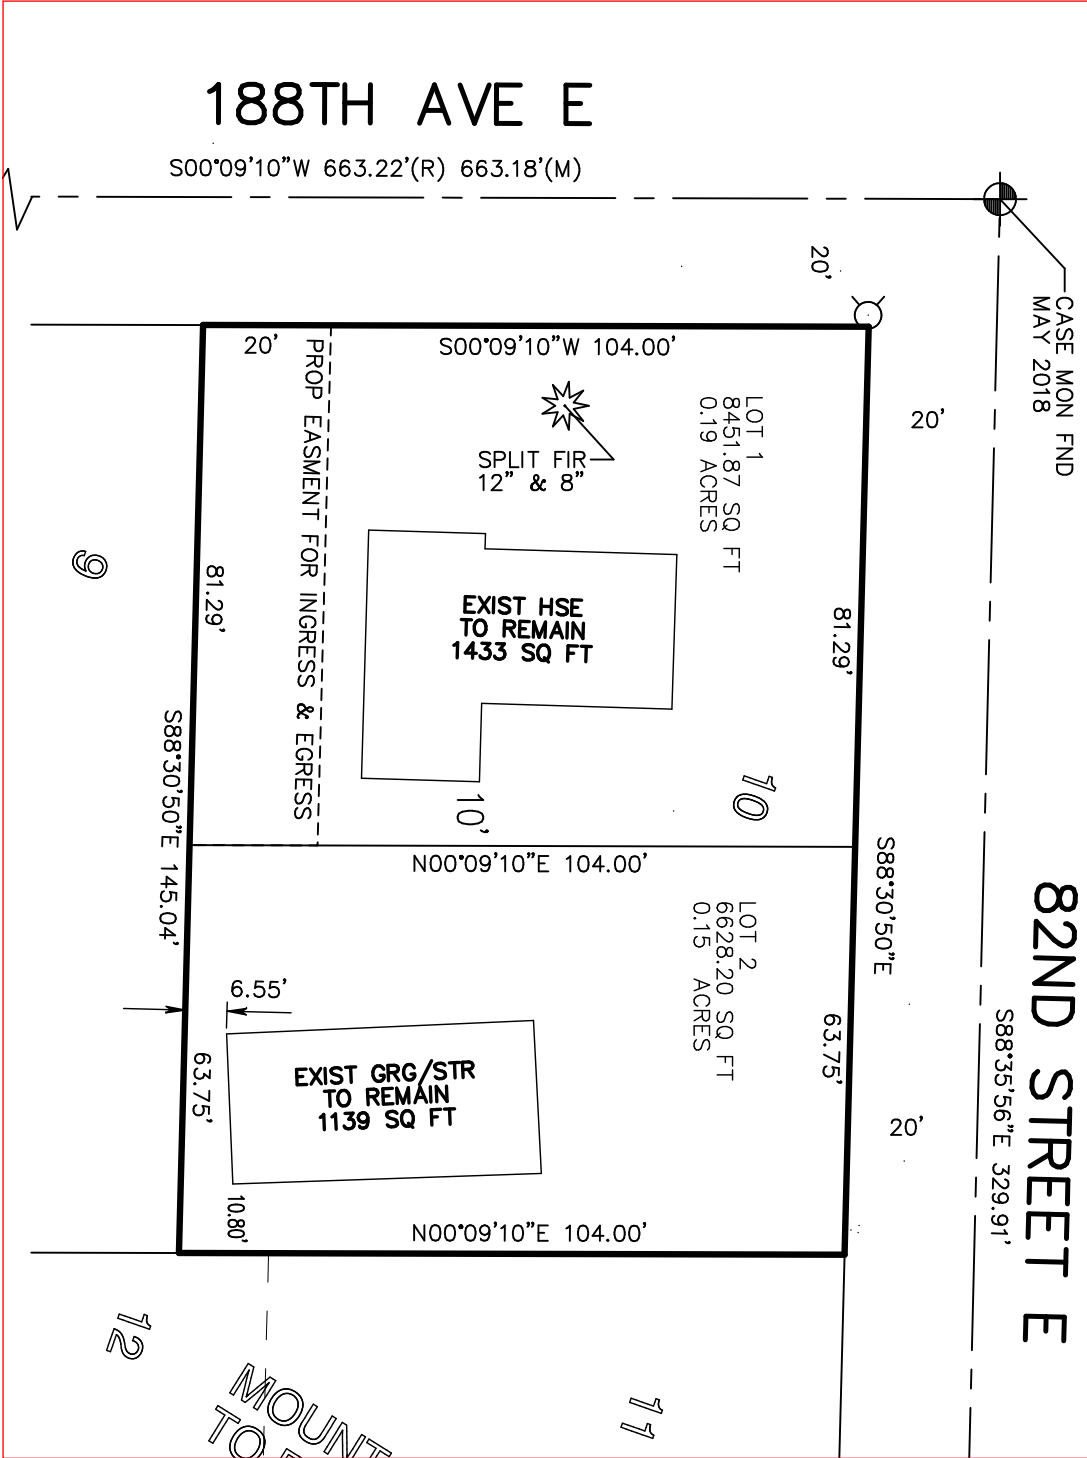 188TH AVE E
S00°09'10"W 663.22'(R) 663.18'(M)
CASE MON FND
MAY 2018
20'
20'
20'
S00°09'10"W 104.00'
PROP EASMENT FOR INGRESS & EGRESS
LOT 1
8451.87 SQ FT
0.19 ACRES
SPLIT FIR
12" & 8"
9
81.29'
EXIST HSE
TO REMAIN
1433 SQ FT
81.29'
10
10'
S88°30'50"E 145.04'
N00°09'10"E 104.00'
S88°30'50"E
82ND STREET E
S88°35'56"E 329.91'
LOT 2
6628.20 SQ FT
0.15 ACRES
6.55'
63.75'
EXIST GRG/STR
TO REMAIN
1139 SQ FT
63.75'
20'
10.80'
N00°09'10"E 104.00'
12
11
MOUNT
TO